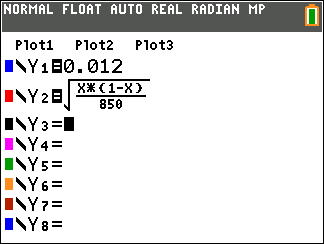 NORMAL FLOAT AUTO REAL RADIAN MP
Plot1 Plot2 Plot3
\Y₁=0.012
\Y₂=√(X*(1-X)/850)
\Y₃=
\Y₄=
\Y₅=
\Y₆=
\Y₇=
\Y₈=